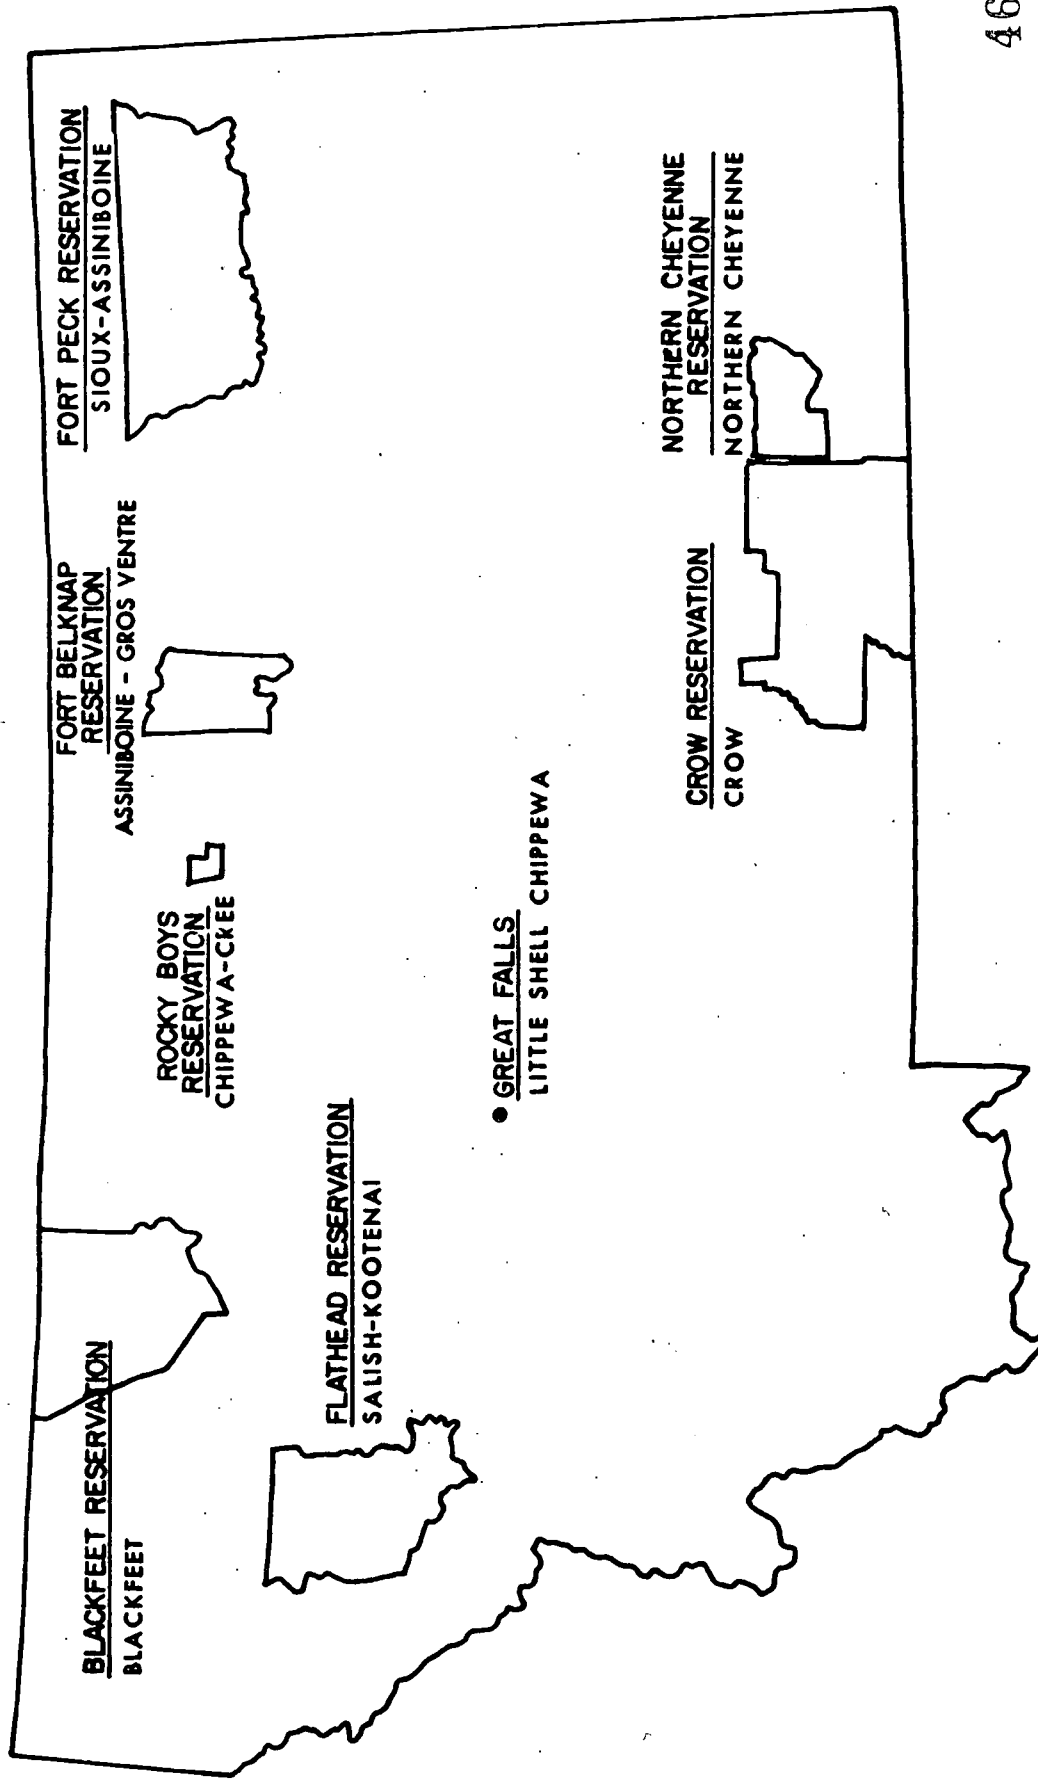 BLACKFEET RESERVATION
BLACKFEET
FLATHEAD RESERVATION
SALISH-KOOTENAI
ROCKY BOYS
RESERVATION
CHIPPEWA-CREE
FORT BELKNAP
RESERVATION
ASSINIBOINE - GROS VENTRE
FORT PECK RESERVATION
SIOUX-ASSINIBOINE
GREAT FALLS
LITTLE SHELL CHIPPEWA
CROW RESERVATION
CROW
NORTHERN CHEYENNE
RESERVATION
NORTHERN CHEYENNE
46